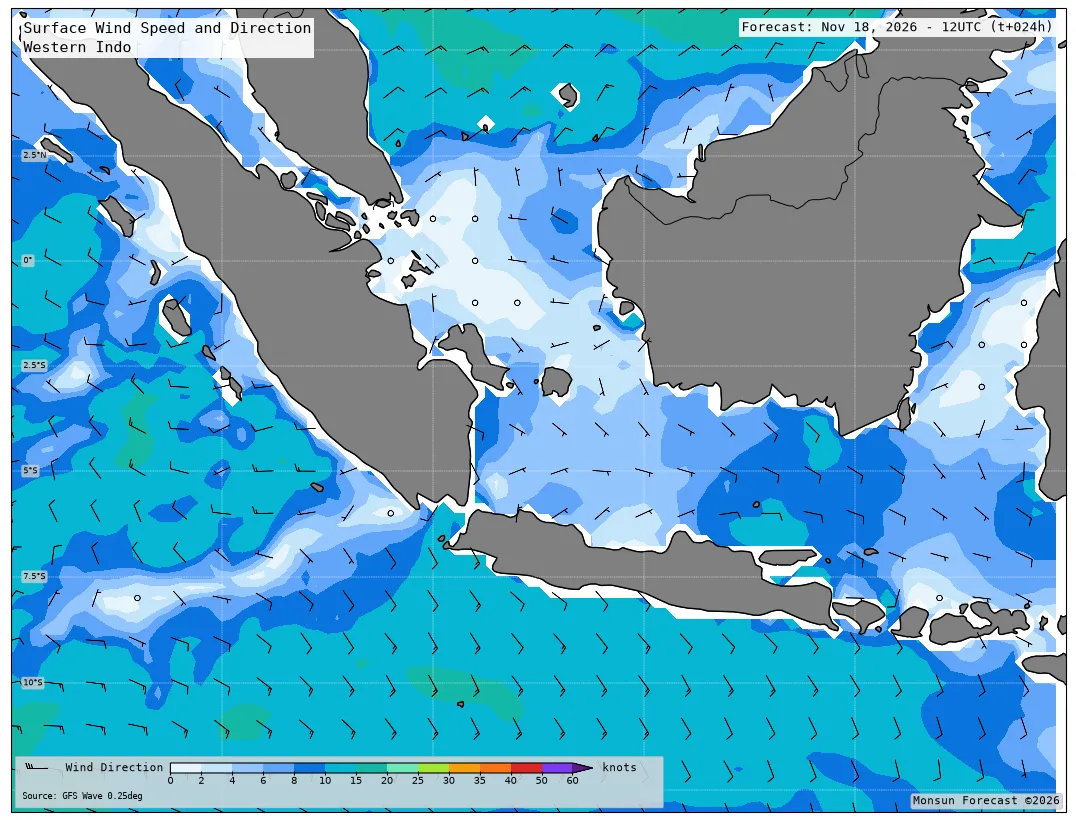 Surface Wind Speed and Direction
Western Indo
Forecast: Nov 18, 2026 - 12UTC (t+024h)
2.5°N
0°
2.5°S
5°S
7.5°S
10°S
Wind Direction
0 2 4 6 8 10 15 20 25 30 35 40 50 60
knots
Source: GFS Wave 0.25deg
Monsun Forecast ©2026